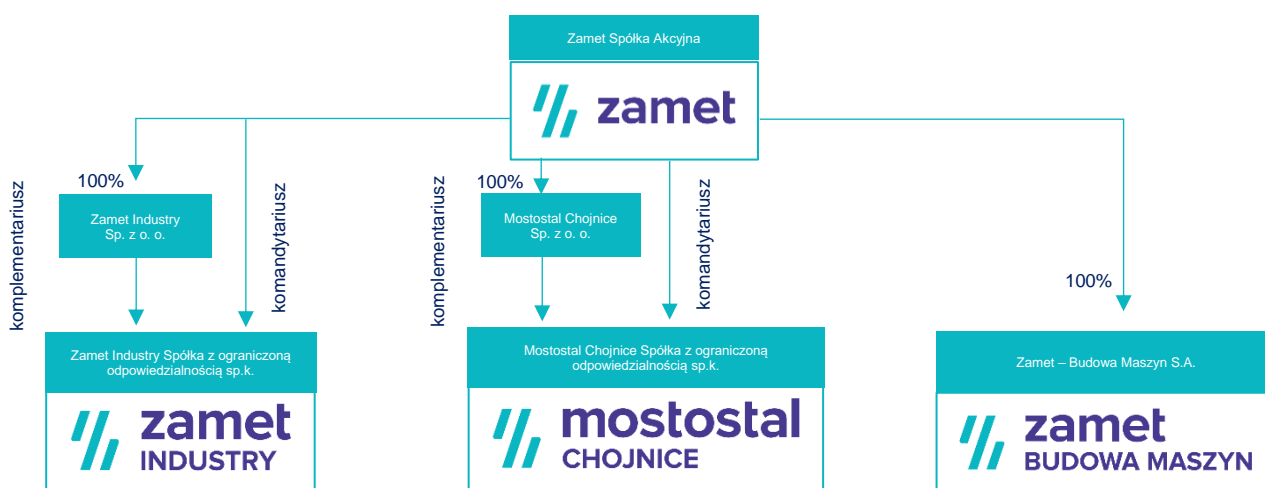 Zamet Spółka Akcyjna
zamet
komplementariusz
100%
Zamet Industry
Sp. z o. o.
komandytariusz
komplementariusz
100%
Mostostal Chojnice
Sp. z o. o.
komandytariusz
100%
Zamet Industry Spółka z ograniczoną
odpowiedzialnością sp.k.
zamet
INDUSTRY
Mostostal Chojnice Spółka z ograniczoną
odpowiedzialnością sp.k.
mostostal
CHOJNICE
Zamet – Budowa Maszyn S.A.
zamet
BUDOWA MASZYN